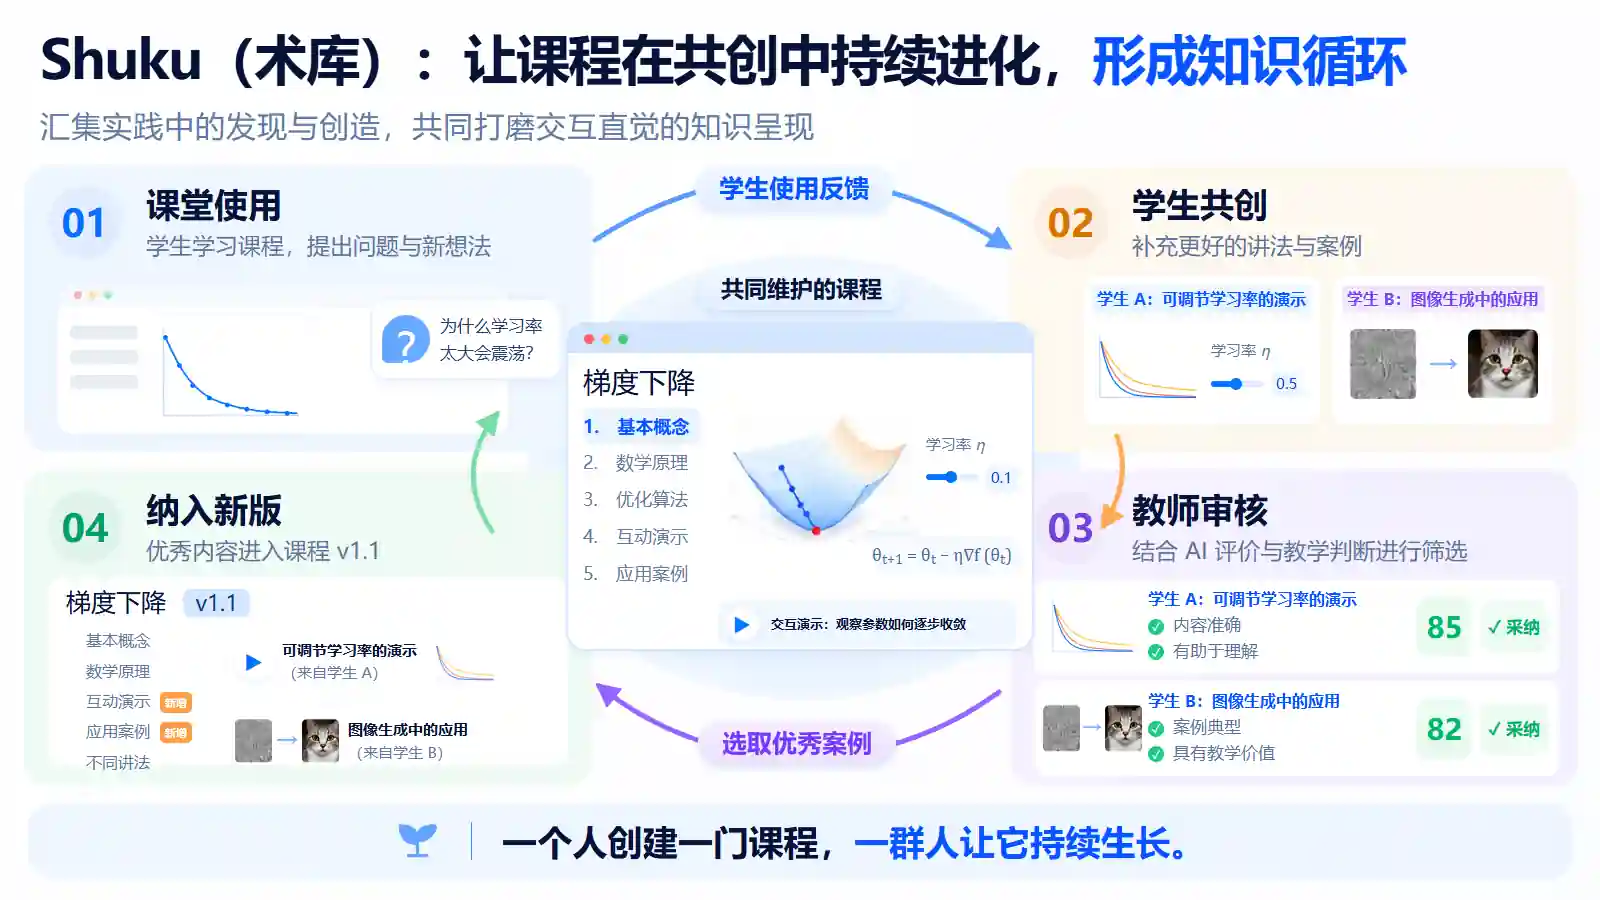 Shuku（术库）：让课程在共创中持续进化，形成知识循环
汇集实践中的发现与创造，共同打磨交互直觉的知识呈现
01
课堂使用
学生学习课程，提出问题与新想法
为什么学习率
太大会震荡？
学生使用反馈
02
学生共创
补充更好的讲法与案例
学生 A：可调节学习率的演示
学习率 η
0.5
学生 B：图像生成中的应用
共同维护的课程
梯度下降
1. 基本概念
2. 数学原理
3. 优化算法
4. 互动演示
5. 应用案例
学习率 η
0.1
θt+1 = θt − η∇f (θt)
交互演示：观察参数如何逐步收敛
03
教师审核
结合 AI 评价与教学判断进行筛选
学生 A：可调节学习率的演示
内容准确
有助于理解
85
✓采纳
学生 B：图像生成中的应用
案例典型
具有教学价值
82
✓采纳
选取优秀案例
04
纳入新版
优秀内容进入课程 v1.1
梯度下降 v1.1
基本概念
数学原理
互动演示 新增
应用案例 新增
不同讲法
可调节学习率的演示
（来自学生 A）
图像生成中的应用
（来自学生 B）
一个人创建一门课程，一群人让它持续生长。